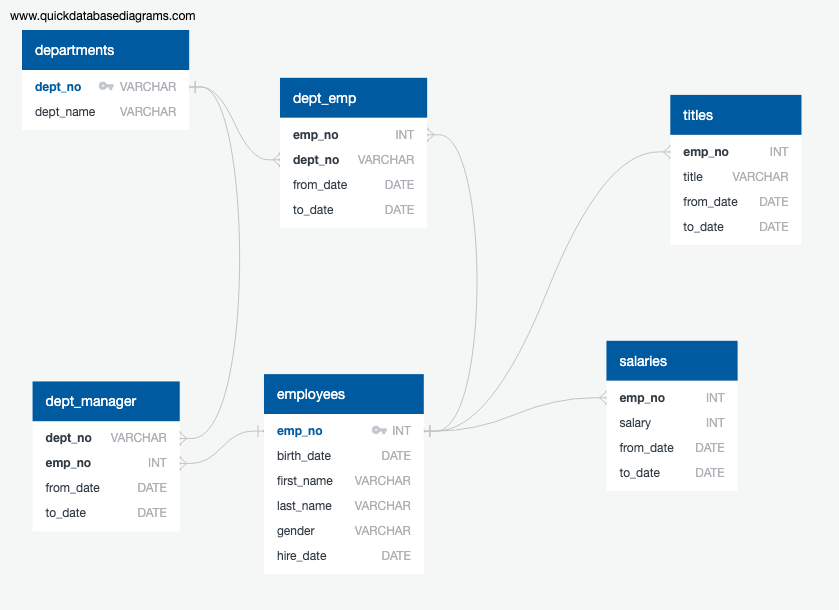 www.quickdatabasediagrams.com
departments
dept_no VARCHAR
dept_name VARCHAR
dept_emp
emp_no INT
dept_no VARCHAR
from_date DATE
to_date DATE
titles
emp_no INT
title VARCHAR
from_date DATE
to_date DATE
dept_manager
dept_no VARCHAR
emp_no INT
from_date DATE
to_date DATE
employees
emp_no INT
birth_date DATE
first_name VARCHAR
last_name VARCHAR
gender VARCHAR
hire_date DATE
salaries
emp_no INT
salary INT
from_date DATE
to_date DATE